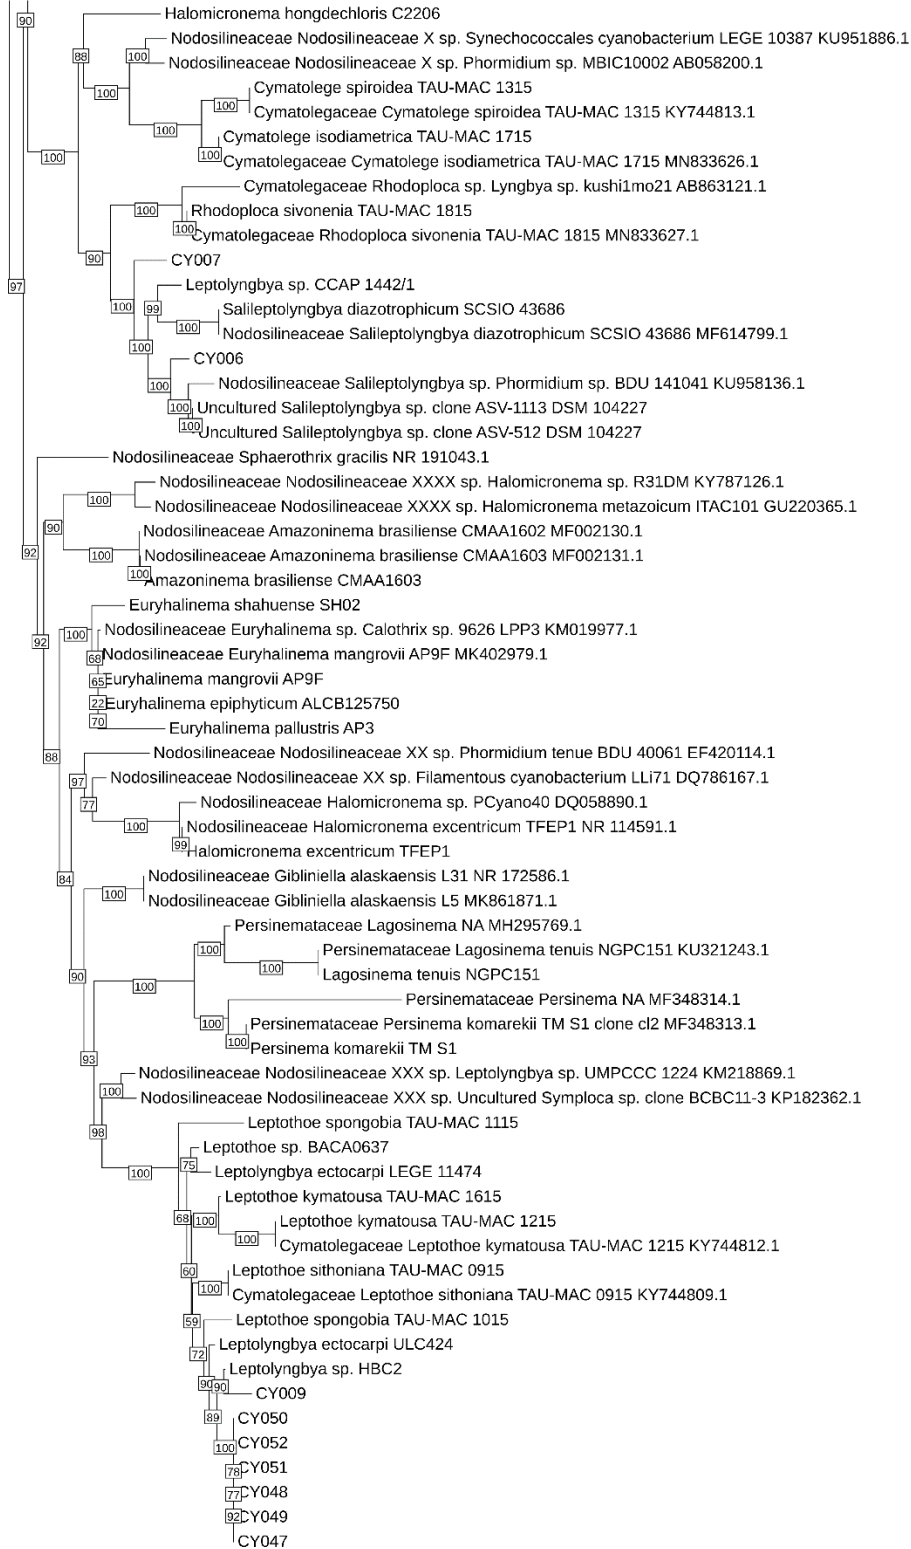 90
Halomicronema hongdechloris C2206
Nodosilineaceae Nodosilineaceae X sp. Synechococcales cyanobacterium LEGE 10387 KU951886.1
88
100
Nodosilineaceae Nodosilineaceae X sp. Phormidium sp. MBIC10002 AB058200.1
100
Cymatolege spiroidea TAU-MAC 1315
100
Cymatolegaceae Cymatolege spiroidea TAU-MAC 1315 KY744813.1
100
Cymatolege isodiametrica TAU-MAC 1715
100
100
Cymatolegaceae Cymatolege isodiametrica TAU-MAC 1715 MN833626.1
Cymatolegaceae Rhodoploca sp. Lyngbya sp. kushi1mo21 AB863121.1
100
Rhodoploca sivonenia TAU-MAC 1815
100
Cymatolegaceae Rhodoploca sivonenia TAU-MAC 1815 MN833627.1
90
CY007
97
Leptolyngbya sp. CCAP 1442/1
100
99
Salileptolyngbya diazotrophicum SCSIO 43686
100
Nodosilineaceae Salileptolyngbya diazotrophicum SCSIO 43686 MF614799.1
100
CY006
100
Nodosilineaceae Salileptolyngbya sp. Phormidium sp. BDU 141041 KU958136.1
100
Uncultured Salileptolyngbya sp. clone ASV-1113 DSM 104227
100
Uncultured Salileptolyngbya sp. clone ASV-512 DSM 104227
Nodosilineaceae Sphaerothrix gracilis NR 191043.1
Nodosilineaceae Nodosilineaceae XXXX sp. Halomicronema sp. R31DM KY787126.1
100
Nodosilineaceae Nodosilineaceae XXXX sp. Halomicronema metazoicum ITAC101 GU220365.1
90
Nodosilineaceae Amazoninema brasiliense CMAA1602 MF002130.1
92
100
Nodosilineaceae Amazoninema brasiliense CMAA1603 MF002131.1
100
Amazoninema brasiliense CMAA1603
Euryhalinema shahuense SH02
92
100
Nodosilineaceae Euryhalinema sp. Calothrix sp. 9626 LPP3 KM019977.1
68
Nodosilineaceae Euryhalinema mangrovii AP9F MK402979.1
65
Euryhalinema mangrovii AP9F
22
Euryhalinema epiphyticum ALCB125750
70
Euryhalinema pallustris AP3
88
Nodosilineaceae Nodosilineaceae XX sp. Phormidium tenue BDU 40061 EF420114.1
97
Nodosilineaceae Nodosilineaceae XX sp. Filamentous cyanobacterium LLi71 DQ786167.1
77
Nodosilineaceae Halomicronema sp. PCyano40 DQ058890.1
100
Nodosilineaceae Halomicronema excentricum TFEP1 NR 114591.1
99
Halomicronema excentricum TFEP1
84
Nodosilineaceae Gibliniella alaskaensis L31 NR 172586.1
100
Nodosilineaceae Gibliniella alaskaensis L5 MK861871.1
Persinemataceae Lagosinema NA MH295769.1
100
Persinemataceae Lagosinema tenuis NGPC151 KU321243.1
100
90
Lagosinema tenuis NGPC151
100
Persinemataceae Persinema NA MF348314.1
100
Persinemataceae Persinema komarekii TM S1 clone cl2 MF348313.1
100
Persinema komarekii TM S1
93
Nodosilineaceae Nodosilineaceae XXX sp. Leptolyngbya sp. UMPCCC 1224 KM218869.1
100
Nodosilineaceae Nodosilineaceae XXX sp. Uncultured Symploca sp. clone BCBC11-3 KP182362.1
98
Leptothoe spongobia TAU-MAC 1115
Leptothoe sp. BACA0637
75
100
Leptolyngbya ectocarpi LEGE 11474
Leptothoe kymatousa TAU-MAC 1615
68
100
Leptothoe kymatousa TAU-MAC 1215
100
Cymatolegaceae Leptothoe kymatousa TAU-MAC 1215 KY744812.1
60
Leptothoe sithoniana TAU-MAC 0915
100
Cymatolegaceae Leptothoe sithoniana TAU-MAC 0915 KY744809.1
59
Leptothoe spongobia TAU-MAC 1015
Leptolyngbya ectocarpi ULC424
72
Leptolyngbya sp. HBC2
90
90
CY009
89
CY050
100
CY052
78
CY051
77
CY048
92
CY049
CY047